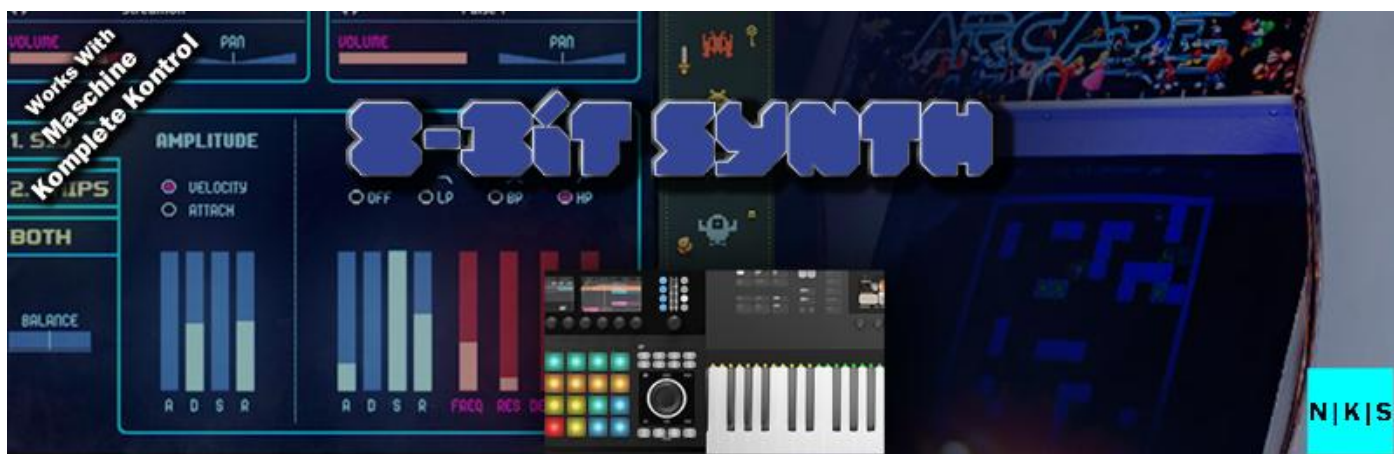 VOLUME
PAN
VOLUME
PAN
Works With
Maschine
Komplete Kontrol
ARCADE
8-Bit SYNTH
AMPLITUDE
VELOCITY
ATTACK
OFF
LP
BP
HP
BOTH
BALANCE
A D S R
A D S R
FREQ RES
N|K|S